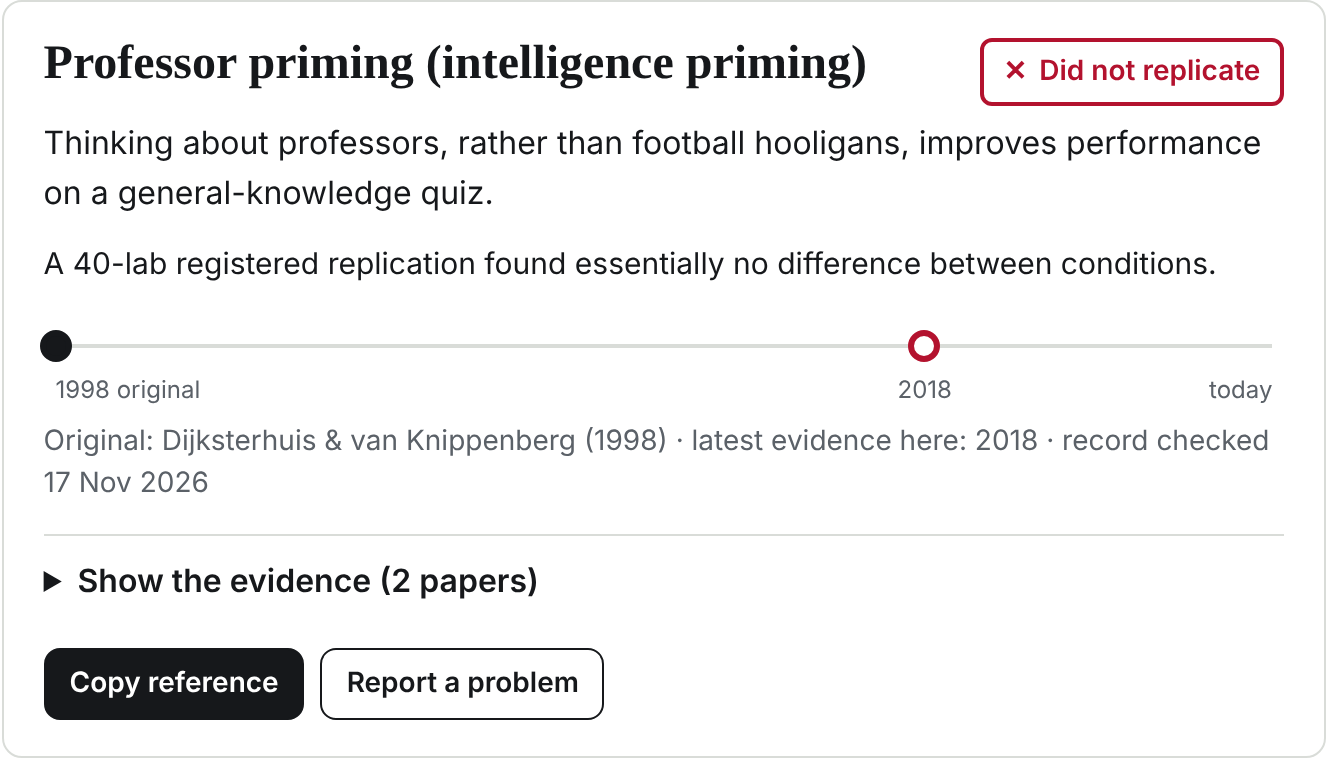 Professor priming (intelligence priming)
✕ Did not replicate
Thinking about professors, rather than football hooligans, improves performance
on a general-knowledge quiz.
A 40-lab registered replication found essentially no difference between conditions.
1998 original
2018
today
Original: Dijksterhuis & van Knippenberg (1998) · latest evidence here: 2018 · record checked
17 Nov 2026
▶ Show the evidence (2 papers)
Copy reference
Report a problem